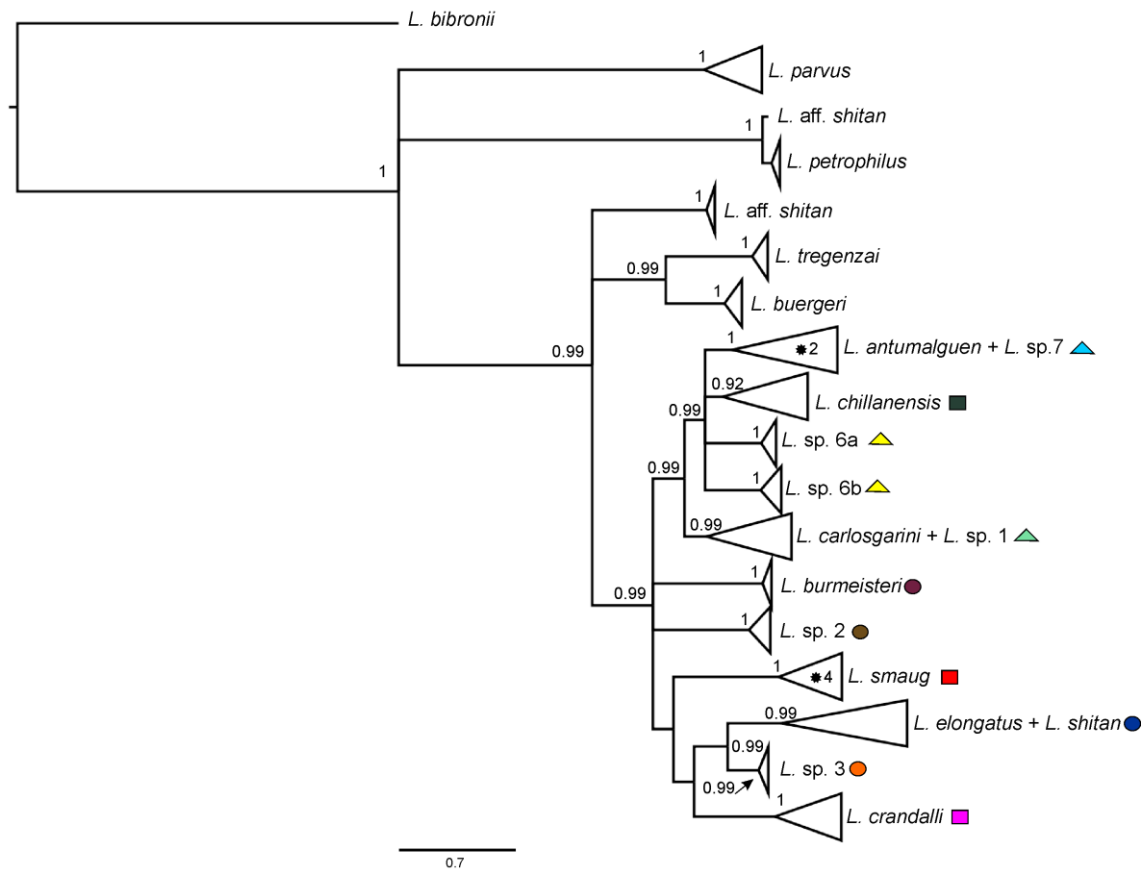 L. bibronii
1
L. parvus
L. aff. shitan
1
L. petrophilus
1
1
L. aff. shitan
1
L. tregenzai
0.99
1
L. buergeri
0.99
1
2
L. antumalguen + L. sp.7
0.92
L. chillanensis
0.99
1
L. sp. 6a
0.99
1
L. sp. 6b
0.99
L. carlosgarini + L. sp. 1
0.99
1
L. burmeisteri
1
L. sp. 2
1
4
L. smaug
0.99
L. elongatus + L. shitan
0.99
L. sp. 3
0.99
1
L. crandalli
0.7